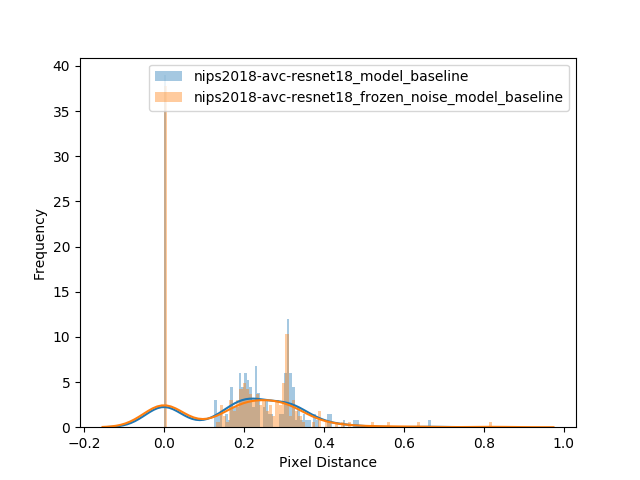 nips2018-avc-resnet18_model_baseline
nips2018-avc-resnet18_frozen_noise_model_baseline
40
35
30
25
20
15
10
5
0
Frequency
−0.2 0.0 0.2 0.4 0.6 0.8 1.0
Pixel Distance